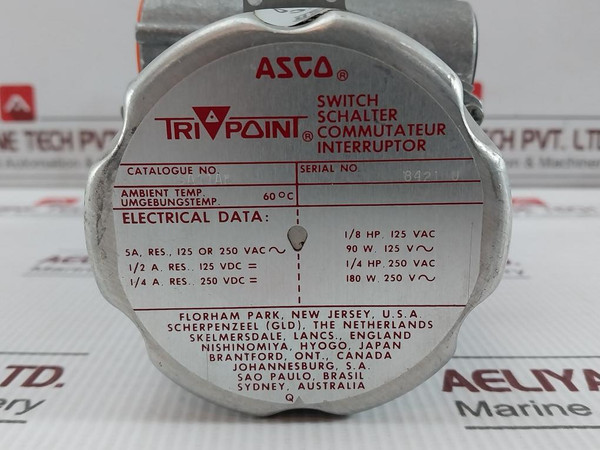 ASCO®
TRI POINT®
SWITCH
SCHALTER
COMMUTATEUR
INTERRUPTOR
CATALOGUE NO.
SERIAL NO.
AMBIENT TEMP.
UMGEBUNGSTEMP. 60°C
ELECTRICAL DATA:
5A, RES., 125 OR 250 VAC ~
1/2 A. RES.. 125 VDC =
1/4 A. RES.. 250 VDC =
1/8 HP. 125 VAC
90 W. 125 V~
1/4 HP. 250 VAC
180 W. 250 V~
FLORHAM PARK, NEW JERSEY, U.S.A.
SCHERPENZEEL (GLD), THE NETHERLANDS
SKELMERSDALE, LANCS., ENGLAND
NISHINOMIYA, HYOGO, JAPAN
BRANTFORD, ONT., CANADA
JOHANNESBURG, S.A.
SAO PAULO, BRASIL
SYDNEY, AUSTRALIA
Q
NE TECH PVT. L
TECH PVT. LTD
VT. LTD.
AELIYA
Marine